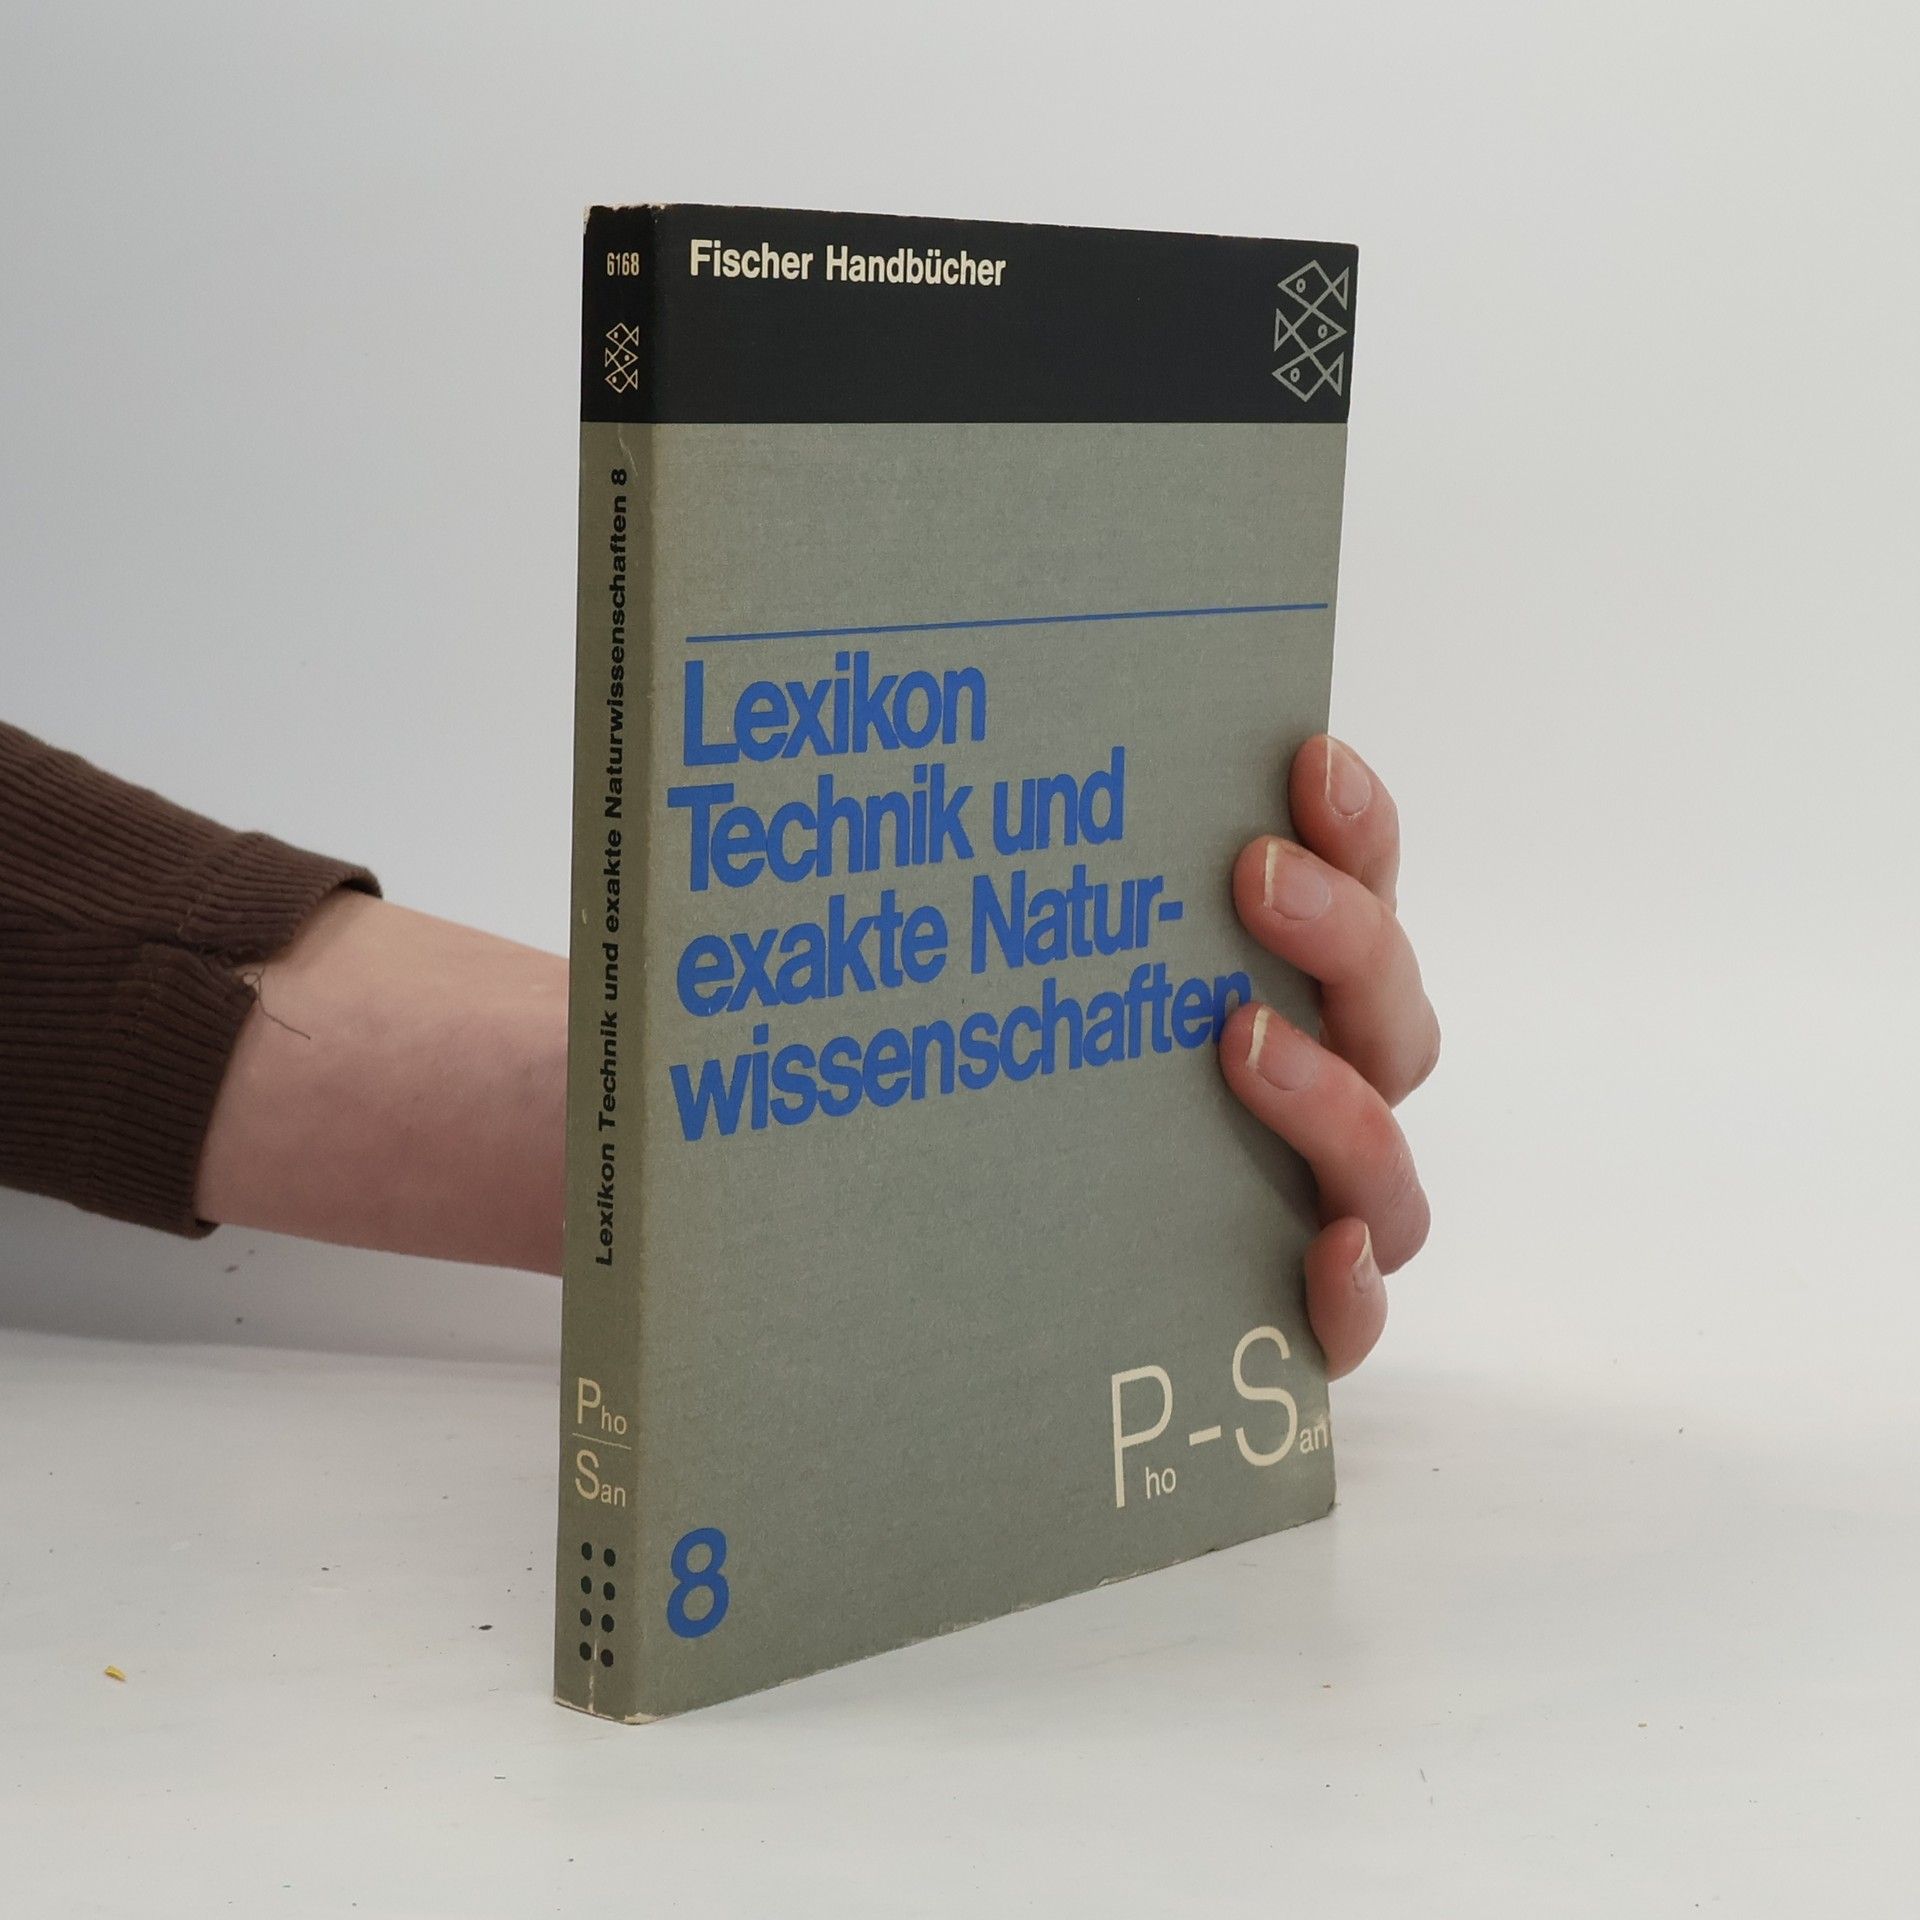 6168
Lexikon Technik und exakte Naturwissenschaften 8
Pho
San
Fischer Handbücher
Lexikon
Technik und
exakte Natur-
wissenschaften
Pho - San
8